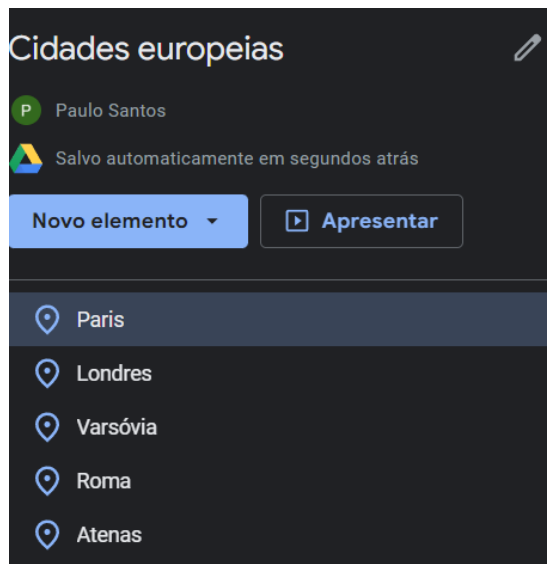 Cidades europeias
P Paulo Santos
Salvo automaticamente em segundos atrás
Novo elemento Apresentar
Paris
Londres
Varsóvia
Roma
Atenas